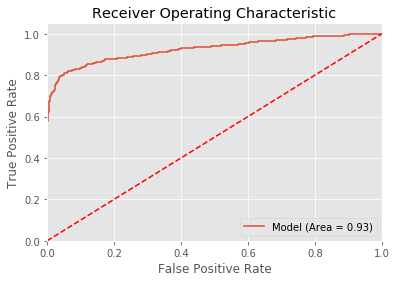 Receiver Operating Characteristic
True Positive Rate
1.0
0.8
0.6
0.4
0.2
0.0
Model (Area = 0.93)
0.0 0.2 0.4 0.6 0.8 1.0
False Positive Rate